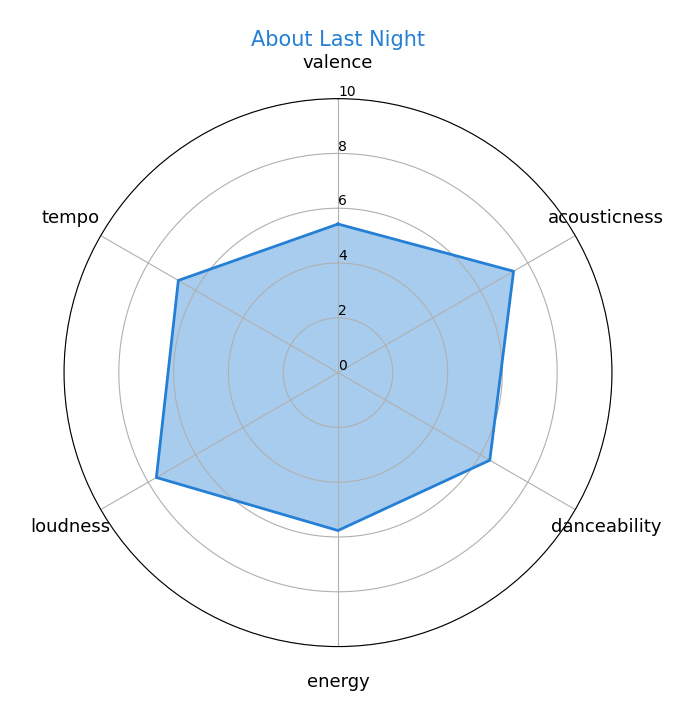 About Last Night
valence
10
8
6
4
2
0
tempo
acousticness
loudness
danceability
energy